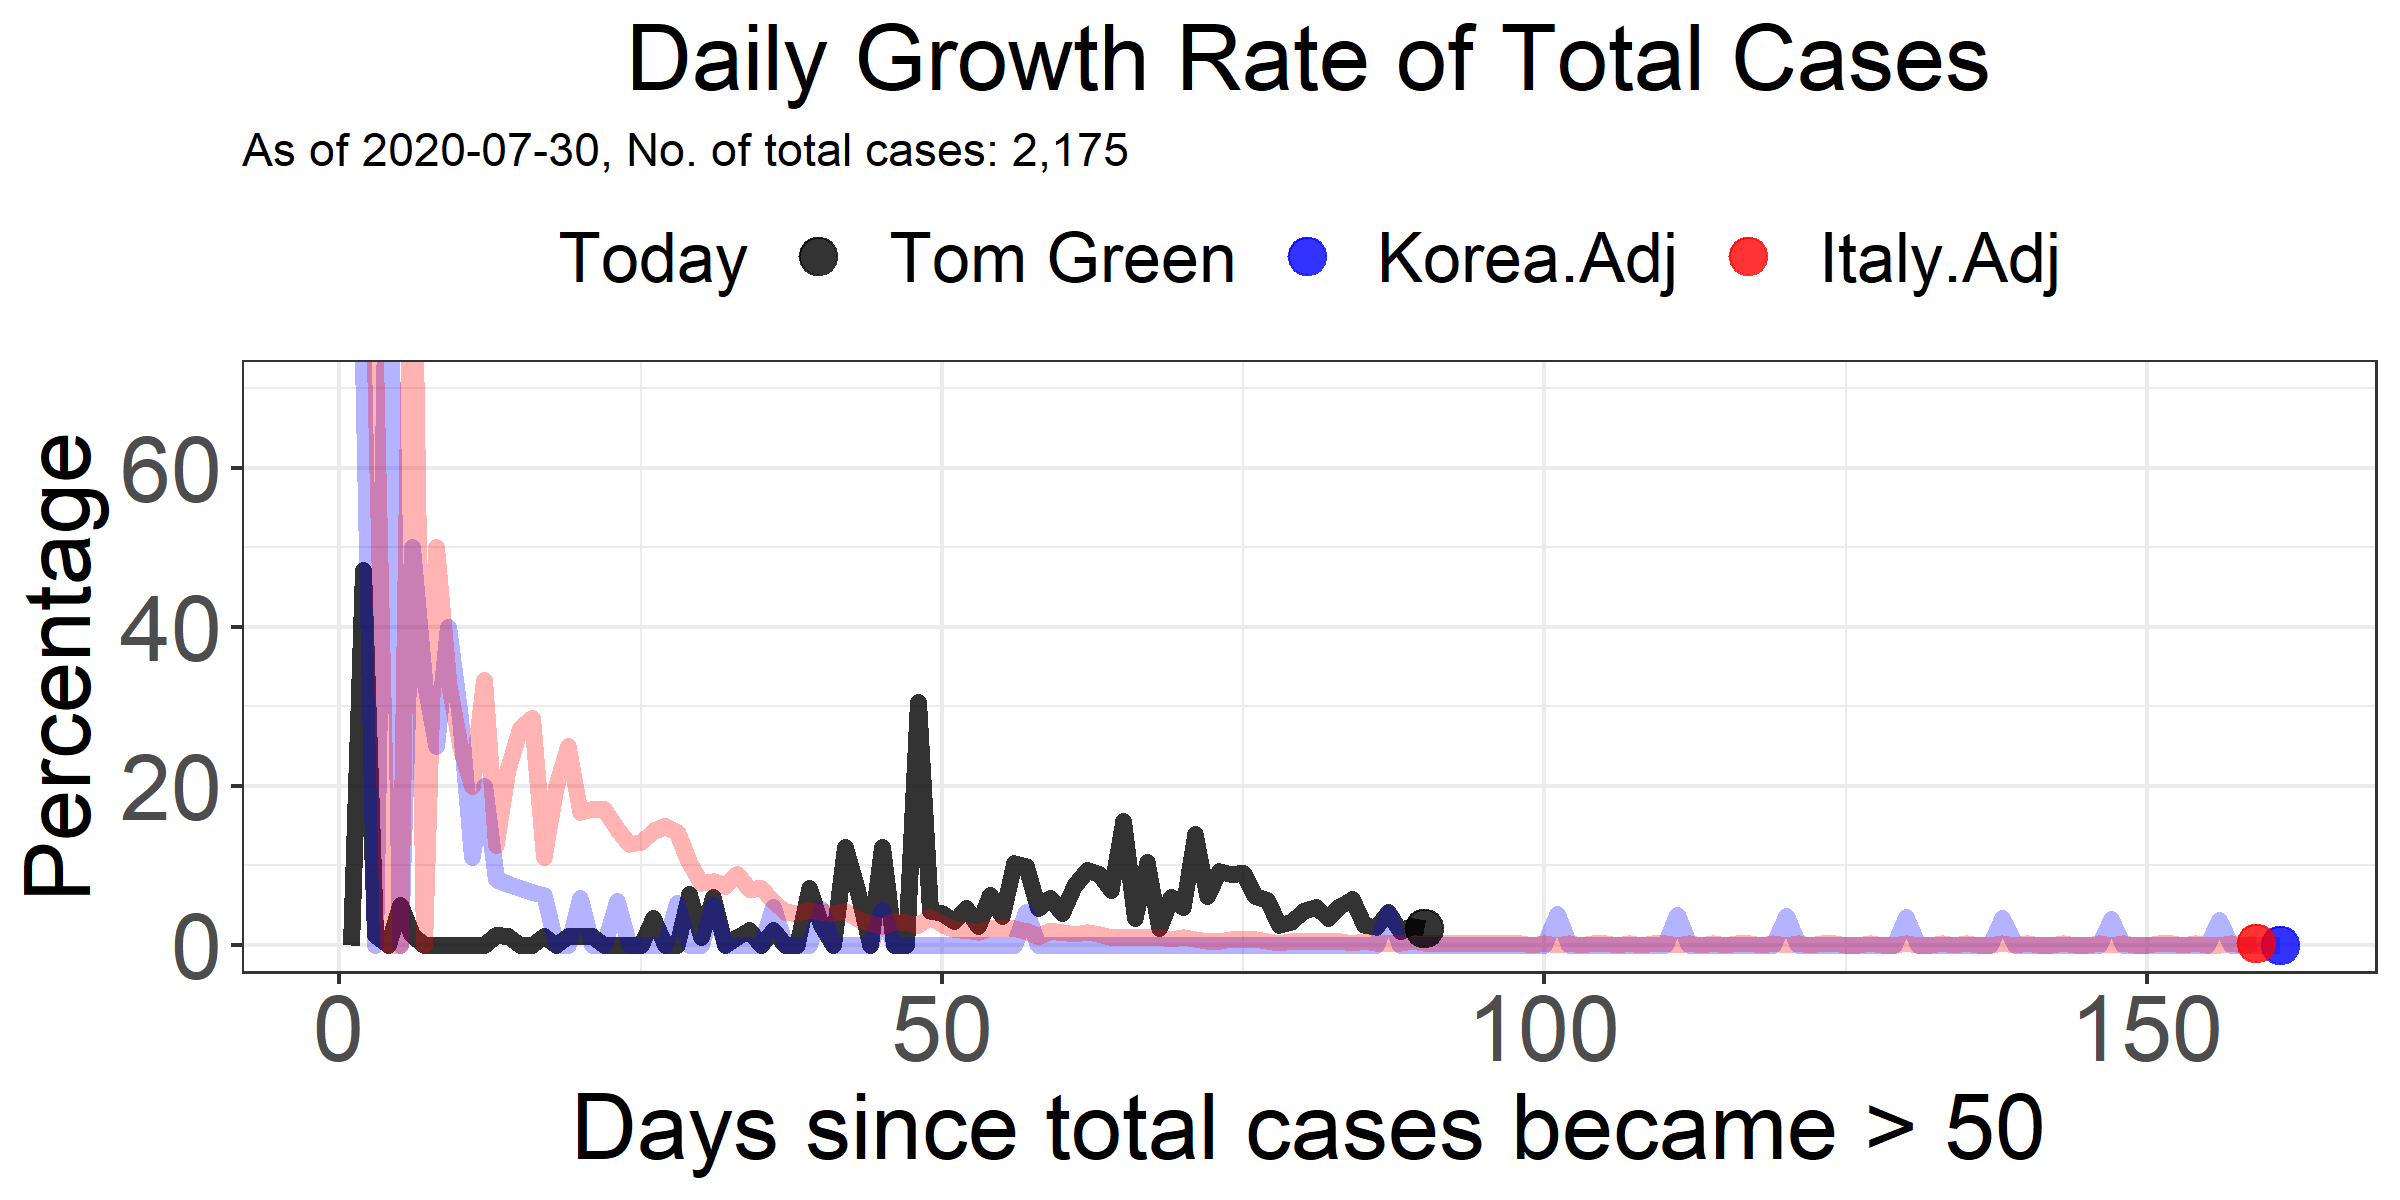 Daily Growth Rate of Total Cases
As of 2020-07-30, No. of total cases: 2,175
Today Tom Green Korea.Adj Italy.Adj
Percentage
60
40
20
0
0 50 100 150
Days since total cases became > 50